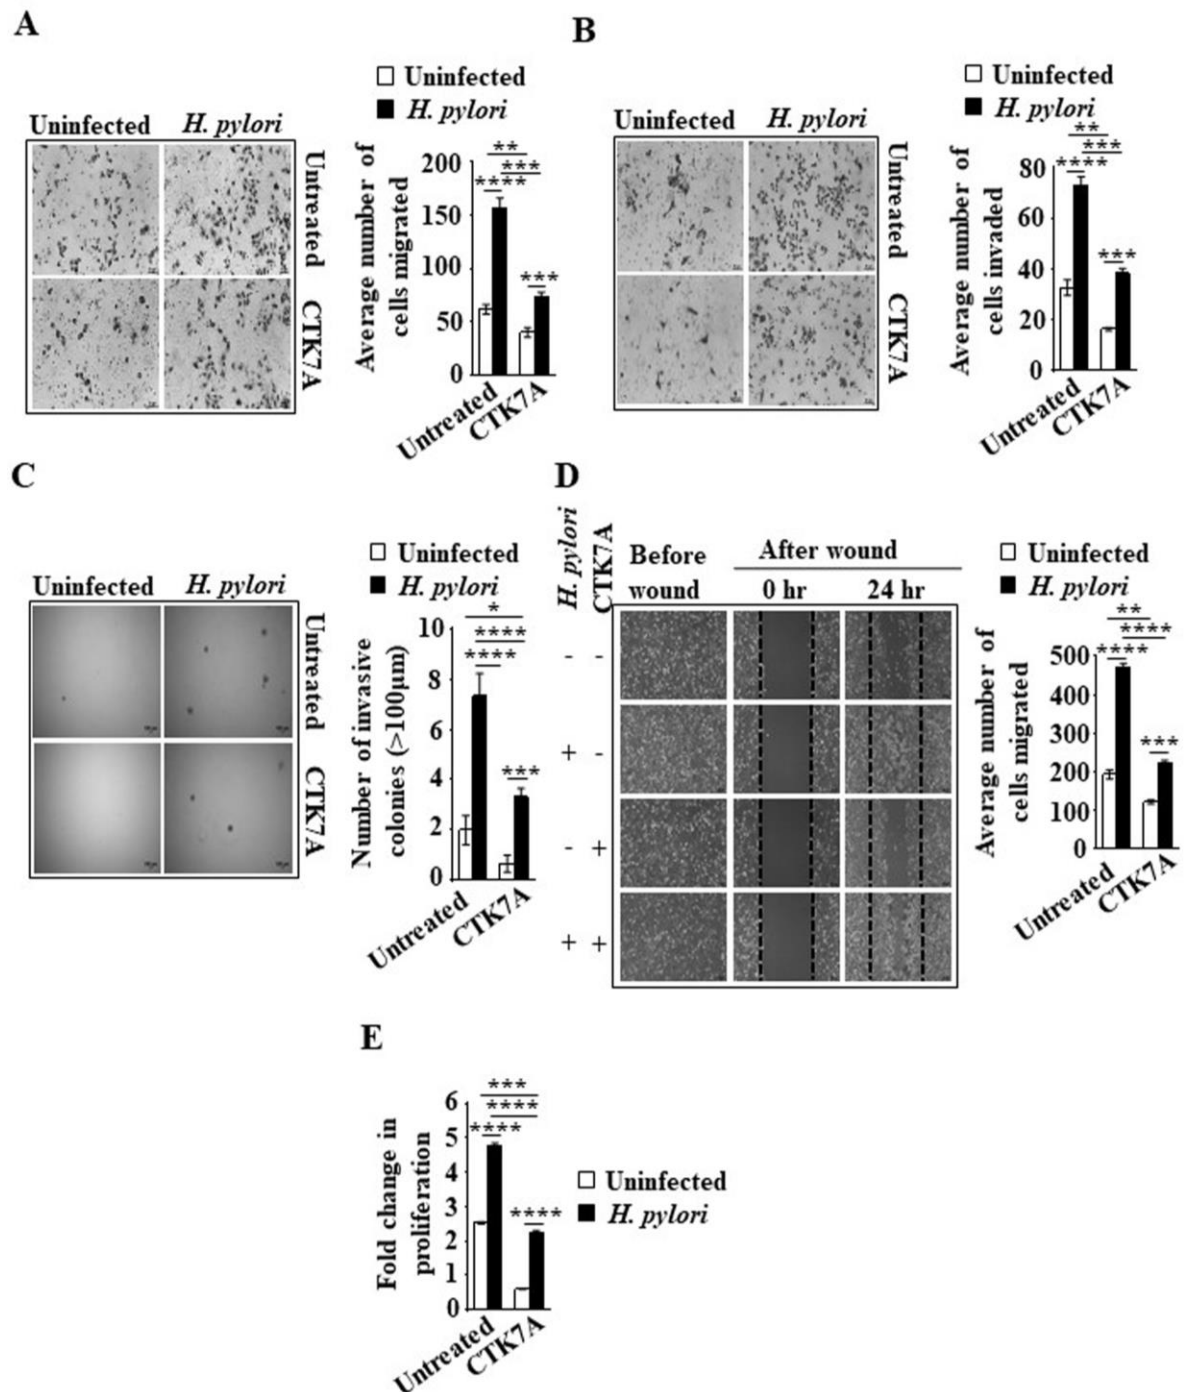 A
Uninfected
H. pylori
Uninfected
H. pylori
Untreated
CTK7A
Average number of
cells migrated
200
150
100
50
0
**
***
****
***
Untreated
CTK7A
B
Uninfected
H. pylori
Uninfected
H. pylori
Untreated
CTK7A
Average number of
cells invaded
80
60
40
20
0
**
***
****
***
Untreated
CTK7A
C
Uninfected
H. pylori
Uninfected
H. pylori
Untreated
CTK7A
Number of invasive
colonies (>100μm)
10
8
6
4
2
0
*
****
****
***
Untreated
CTK7A
D
H. pylori
CTK7A
Before
wound
After wound
0 hr
24 hr
- -
+ -
- +
+ +
Uninfected
H. pylori
Average number of
cells migrated
500
400
300
200
100
0
**
****
****
***
Untreated
CTK7A
E
Fold change in
proliferation
6
5
4
3
2
1
0
***
****
****
****
Untreated
CTK7A
Uninfected
H. pylori